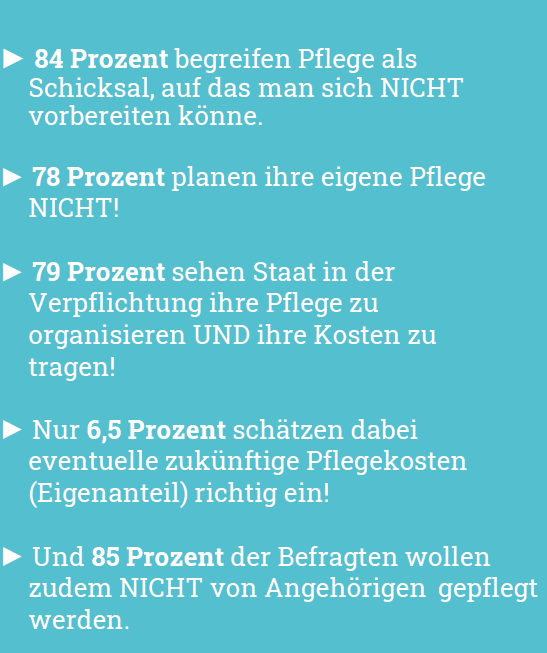 ► 84 Prozent begreifen Pflege als
Schicksal, auf das man sich NICHT
vorbereiten könne.
► 78 Prozent planen ihre eigene Pflege
NICHT!
► 79 Prozent sehen Staat in der
Verpflichtung ihre Pflege zu
organisieren UND ihre Kosten zu
tragen!
► Nur 6,5 Prozent schätzen dabei
eventuelle zukünftige Pflegekosten
(Eigenanteil) richtig ein!
► Und 85 Prozent der Befragten wollen
zudem NICHT von Angehörigen gepflegt
werden.